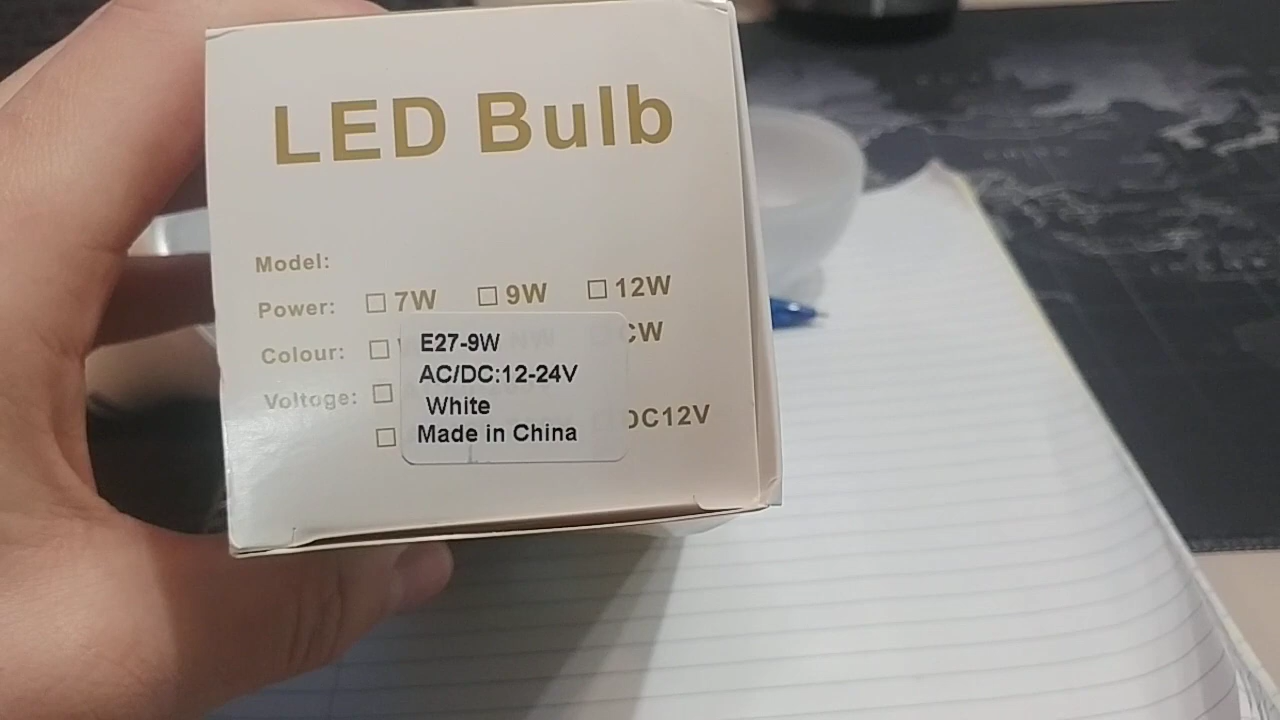 LED Bulb
Model:
Power: 7W 9W 12W
Colour: CW
Voltoge:
DC12V
E27-9W
AC/DC:12-24V
White
Made in China